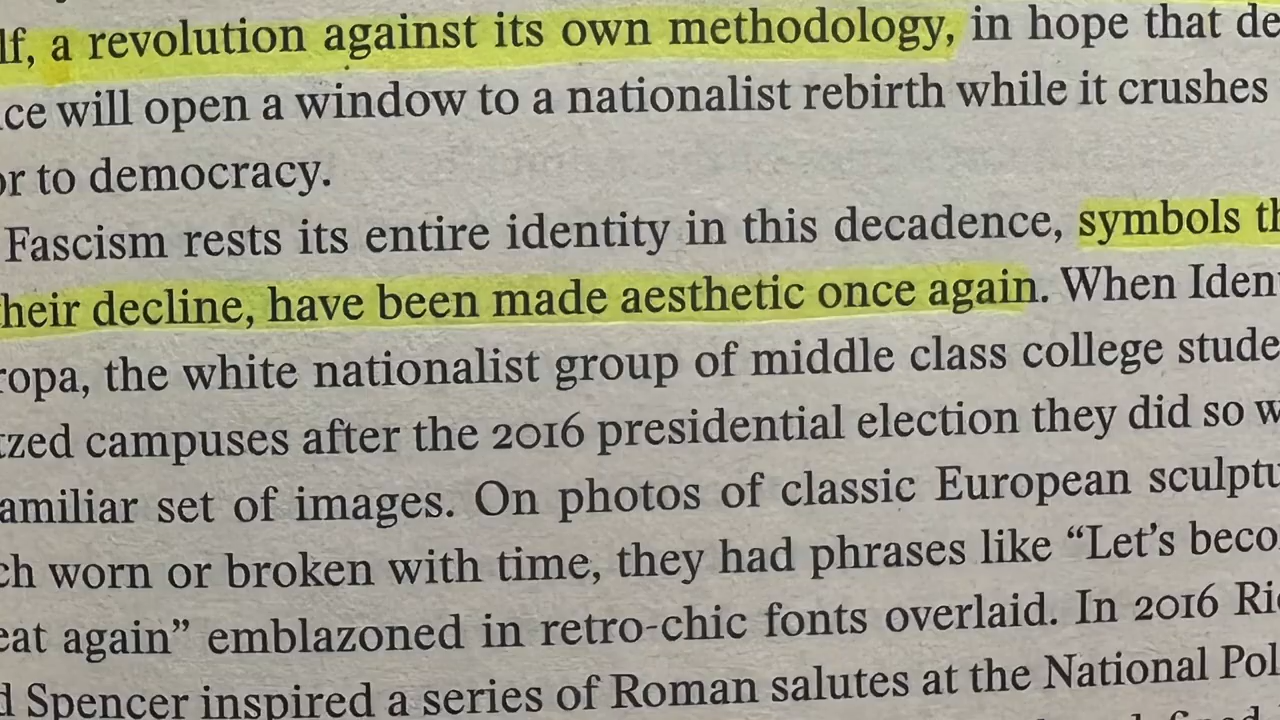 lf, a revolution against its own methodology, in hope that de
ce will open a window to a nationalist rebirth while it crushes
or to democracy.
Fascism rests its entire identity in this decadence, symbols th
heir decline, have been made aesthetic once again. When Iden
ropa, the white nationalist group of middle class college stude
tzed campuses after the 2016 presidential election they did so w
amiliar set of images. On photos of classic European sculptu
ch worn or broken with time, they had phrases like “Let’s beco
eat again” emblazoned in retro-chic fonts overlaid. In 2016 Ric
d Spencer inspired a series of Roman salutes at the National Pol